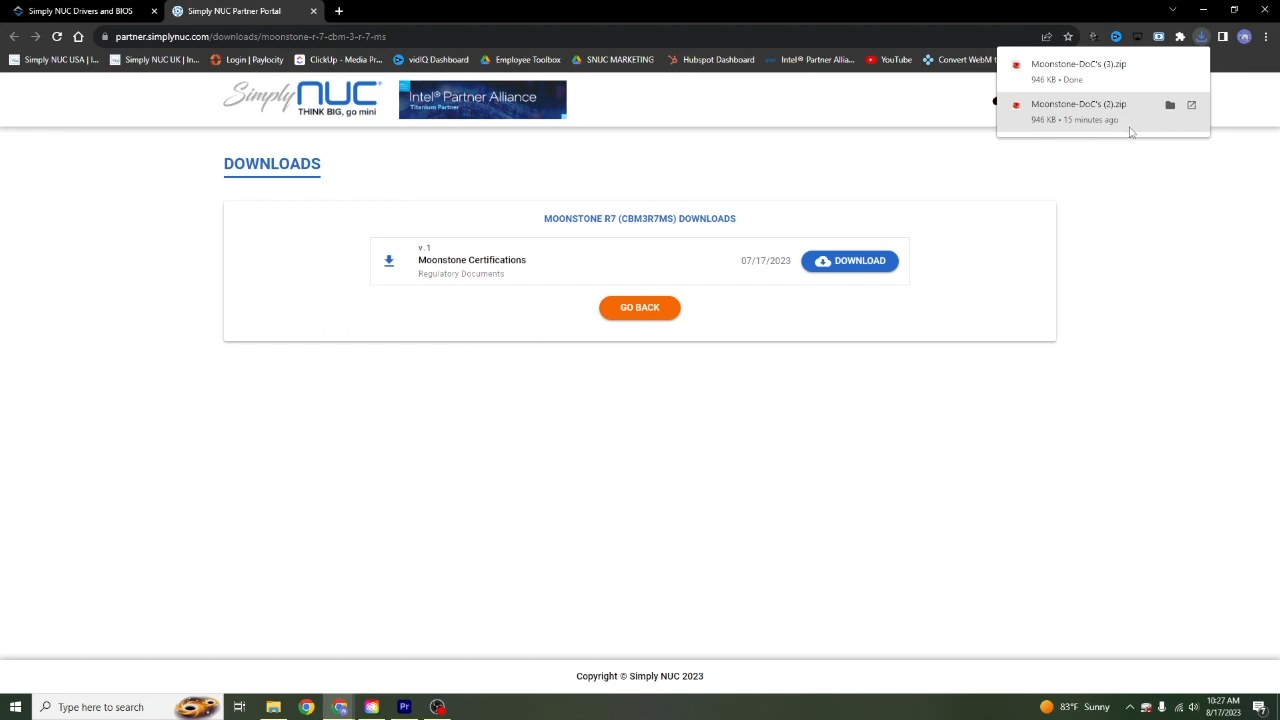 Simply NUC Drivers and BIOS
Simply NUC Partner Portal
partner.simplynuc.com/downloads/moonstone-r7-cbm-3-r7-ms
Simply NUC USA | In...
Simply NUC UK | In...
Login | Paylocity
ClickUp - Media Pr...
vidIQ Dashboard
Employee Toolbox
SNUC MARKETING
Hubspot Dashboard
Intel® Partner Allia...
YouTube
Convert WebM t
Simply NUC
THINK BIG, go mini
Intel® Partner Alliance
Titanium Partner
Moonstone-DoC's (3).zip
946 KB • Done
Moonstone-DoC's (2).zip
946 KB • 15 minutes ago
DOWNLOADS
MOONSTONE R7 (CBM3R7MS) DOWNLOADS
v.1
Moonstone Certifications
Regulatory Documents
07/17/2023
DOWNLOAD
GO BACK
Copyright © Simply NUC 2023
Type here to search
Pr
83°F Sunny
10:27 AM
8/17/2023